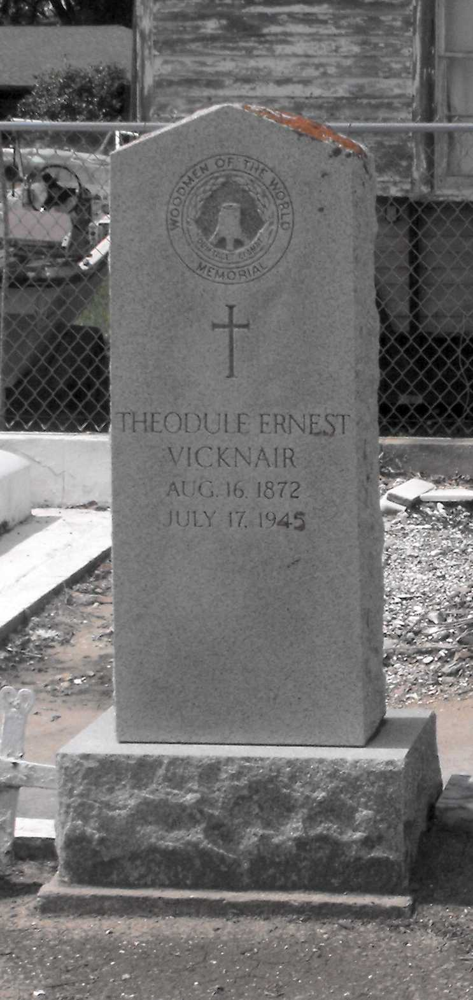 WOODMEN OF THE WORLD
MEMORIAL
THEODULE ERNEST
VICKNAIR
AUG. 16. 1872
JULY 17, 1945